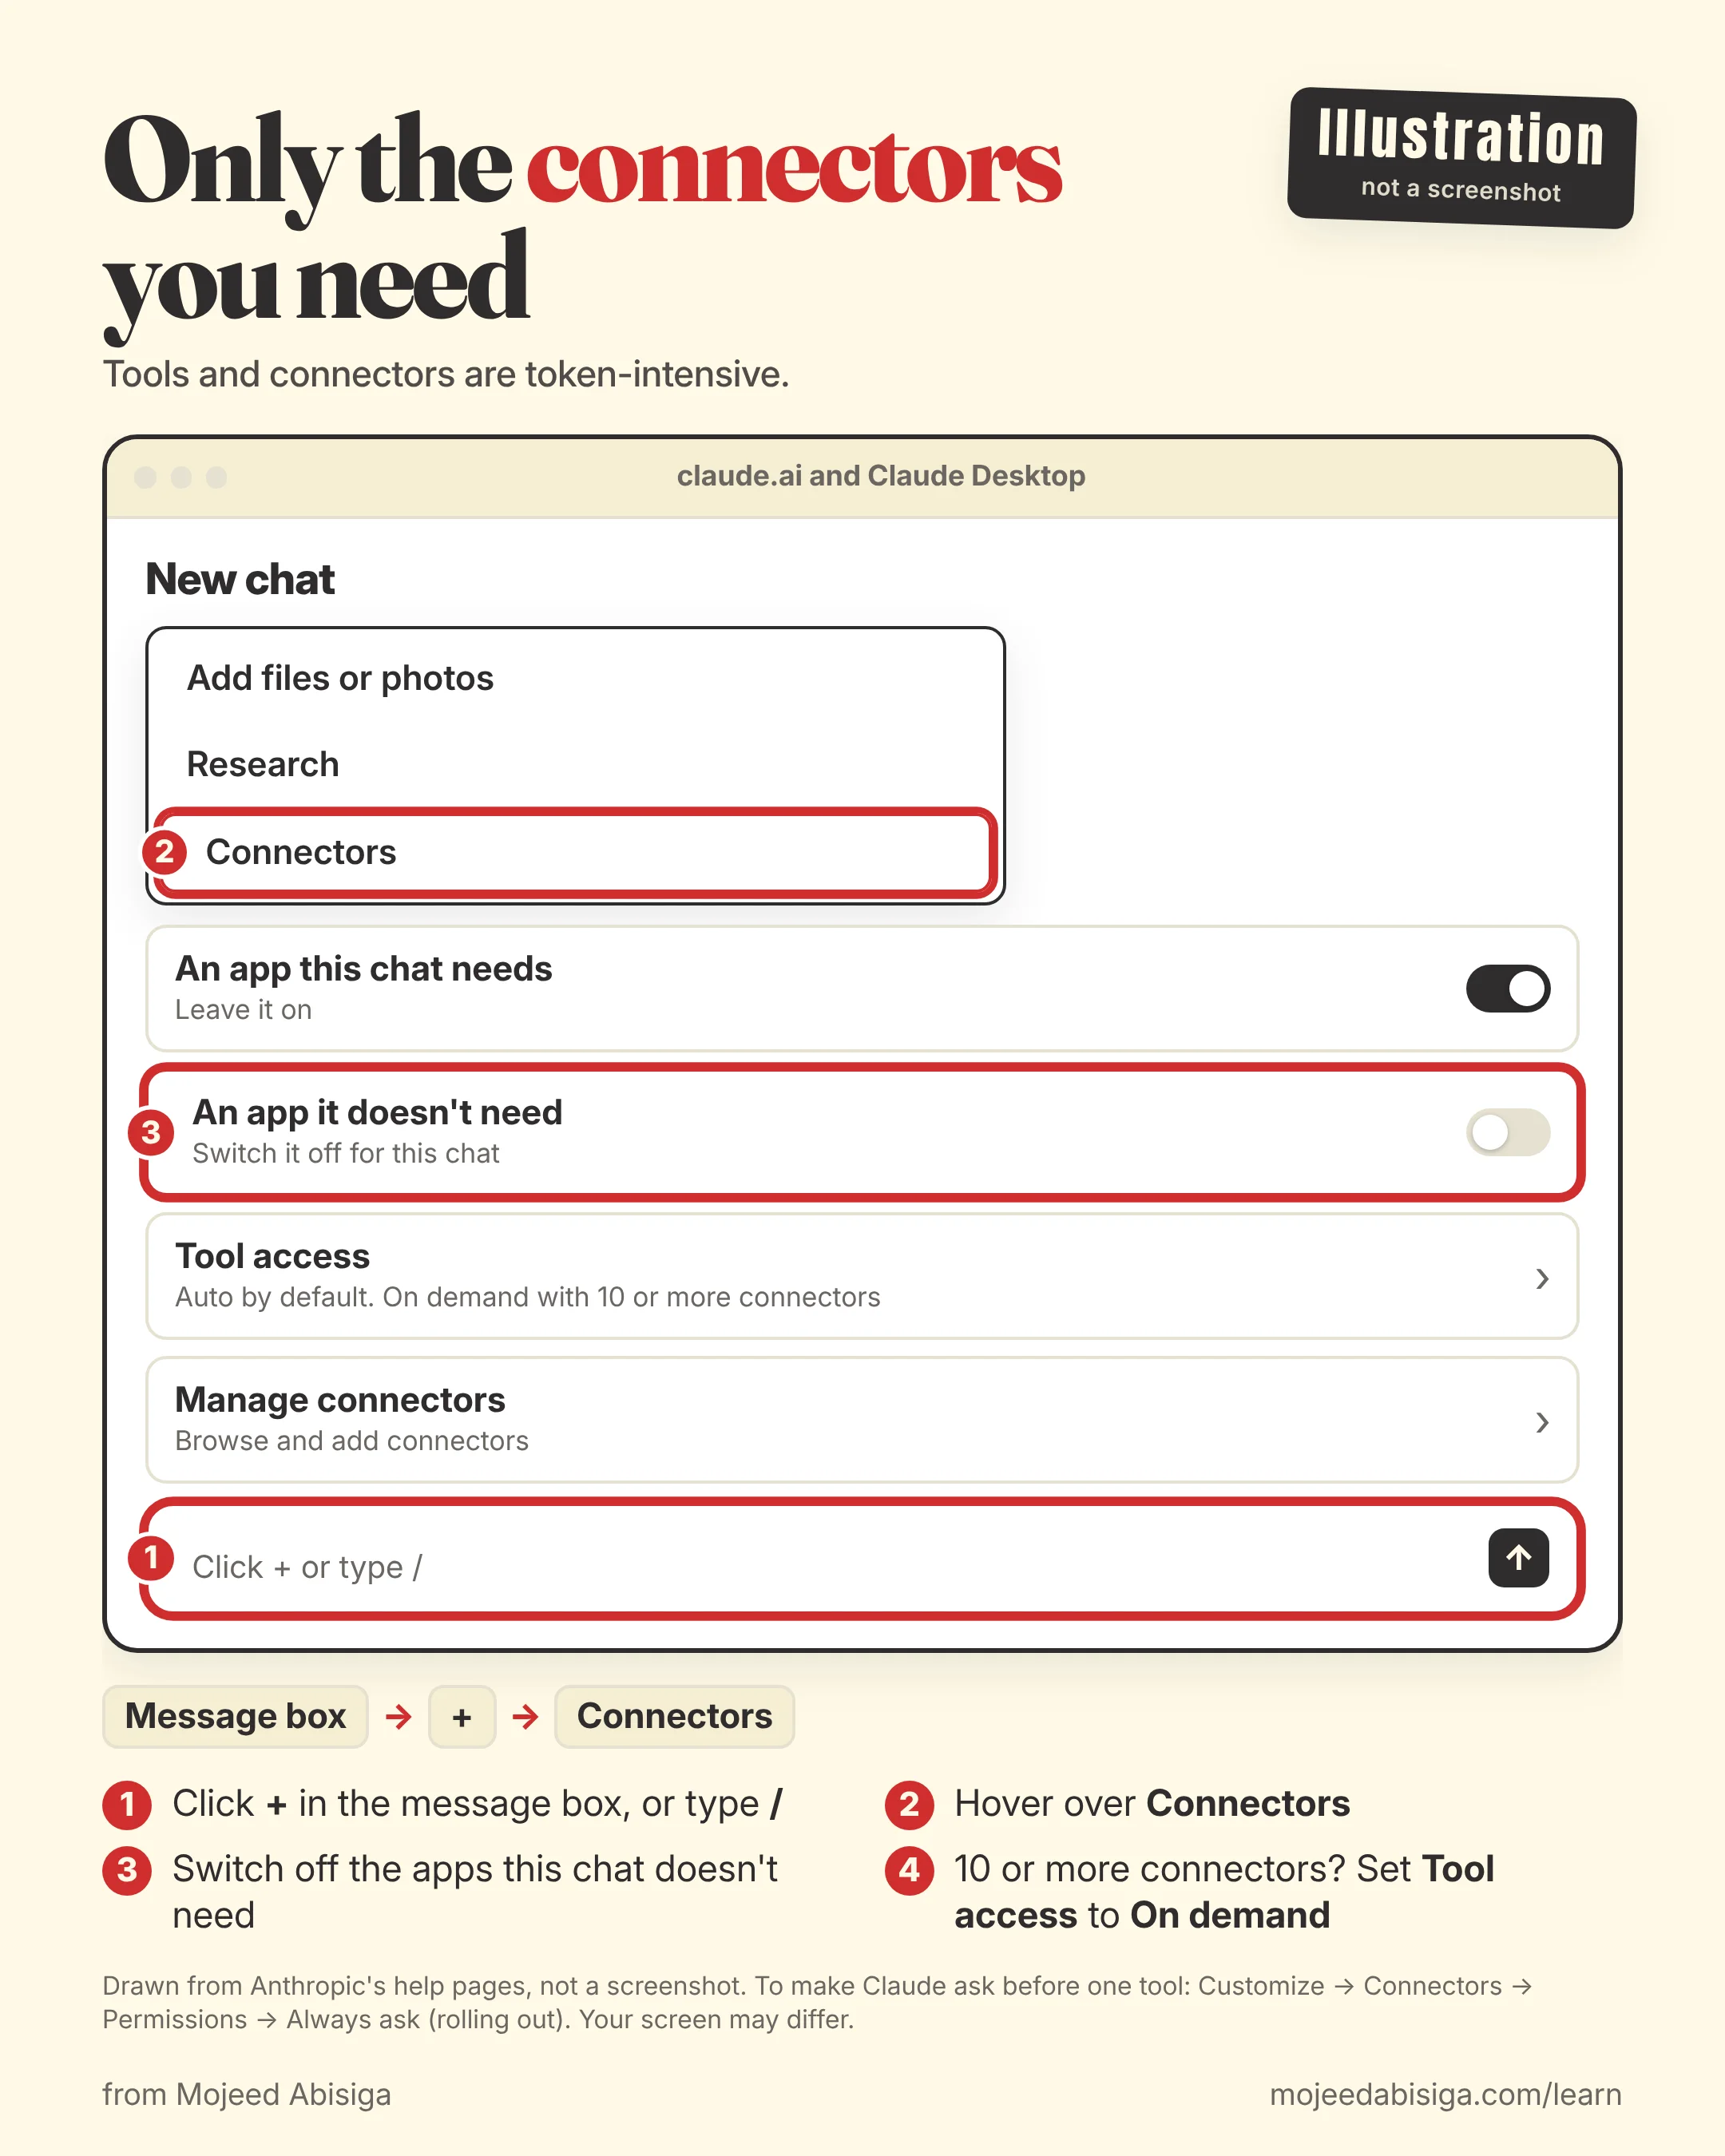 Only the connectors
you need
Illustration
not a screenshot
Tools and connectors are token-intensive.
claude.ai and Claude Desktop
New chat
Add files or photos
Research
2 Connectors
An app this chat needs
Leave it on
3 An app it doesn't need
Switch it off for this chat
Tool access
Auto by default. On demand with 10 or more connectors
›
Manage connectors
Browse and add connectors
›
1 Click + or type /
↑
Message box → + → Connectors
1 Click + in the message box, or type /
2 Hover over Connectors
3 Switch off the apps this chat doesn't
need
4 10 or more connectors? Set Tool
access to On demand
Drawn from Anthropic's help pages, not a screenshot. To make Claude ask before one tool: Customize → Connectors →
Permissions → Always ask (rolling out). Your screen may differ.
from Mojeed Abisiga
mojeedabisiga.com/learn